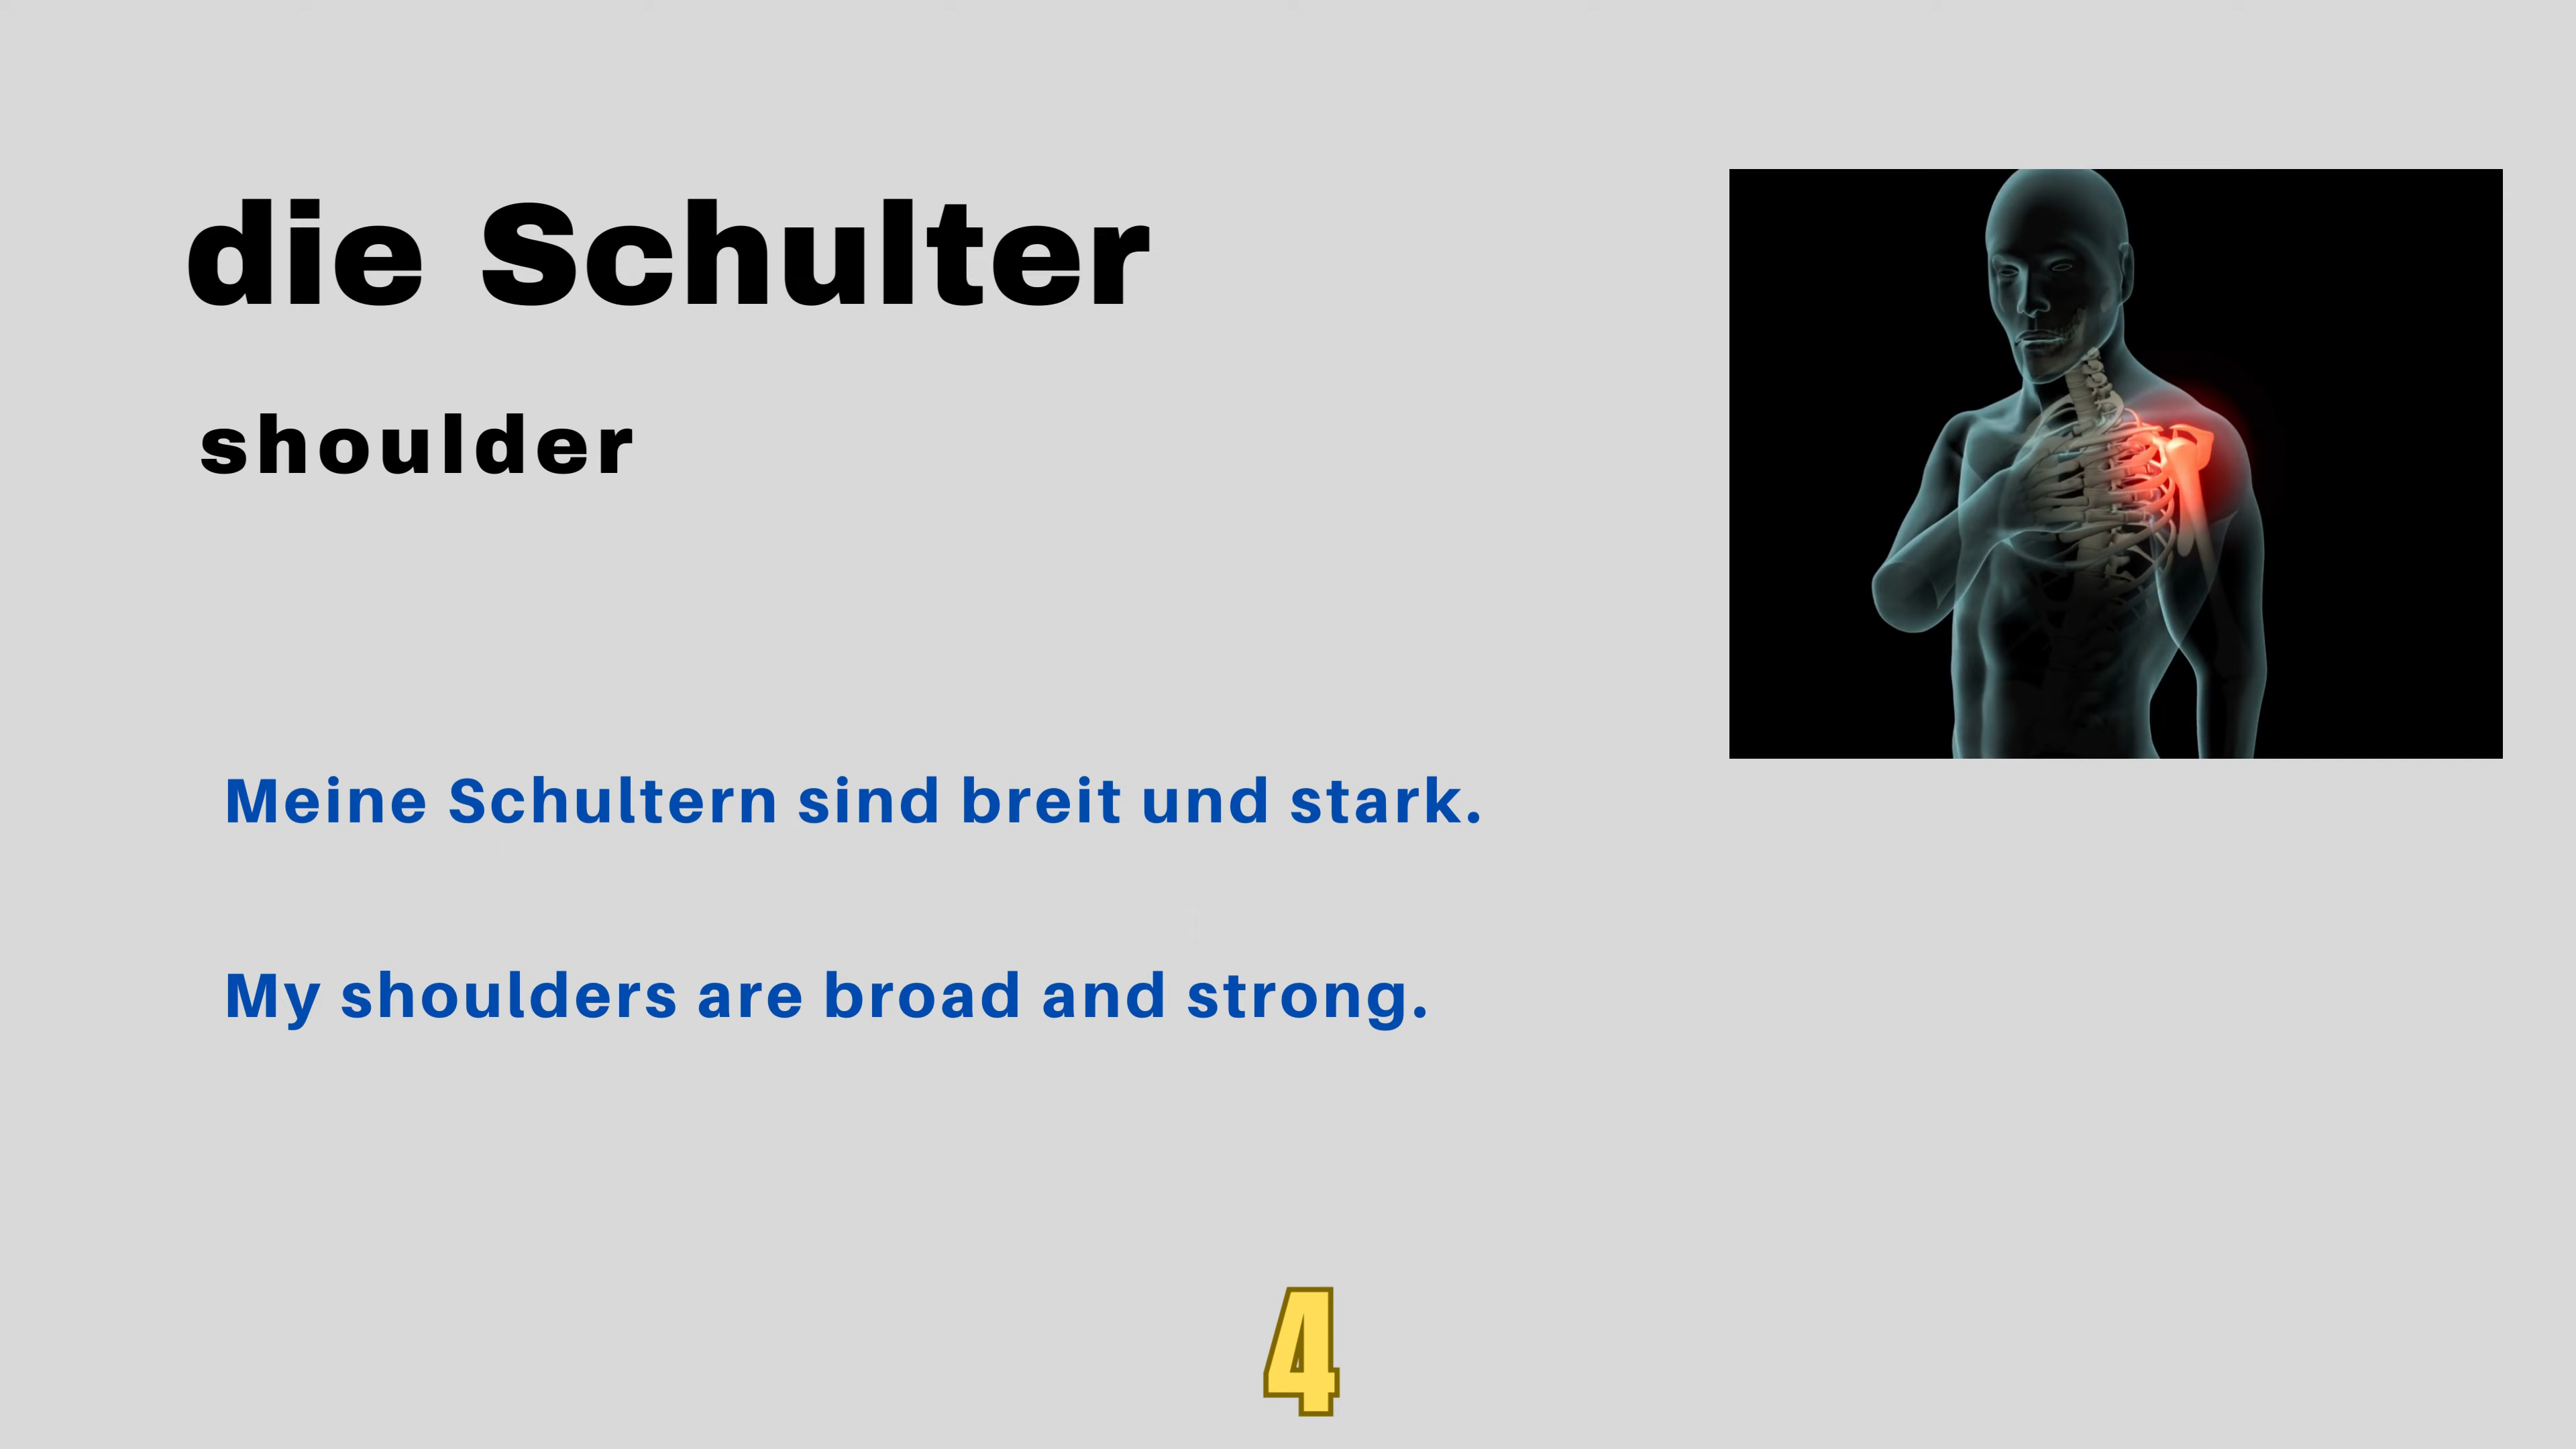 die Schulter
shoulder
Meine Schultern sind breit und stark.
My shoulders are broad and strong.
4